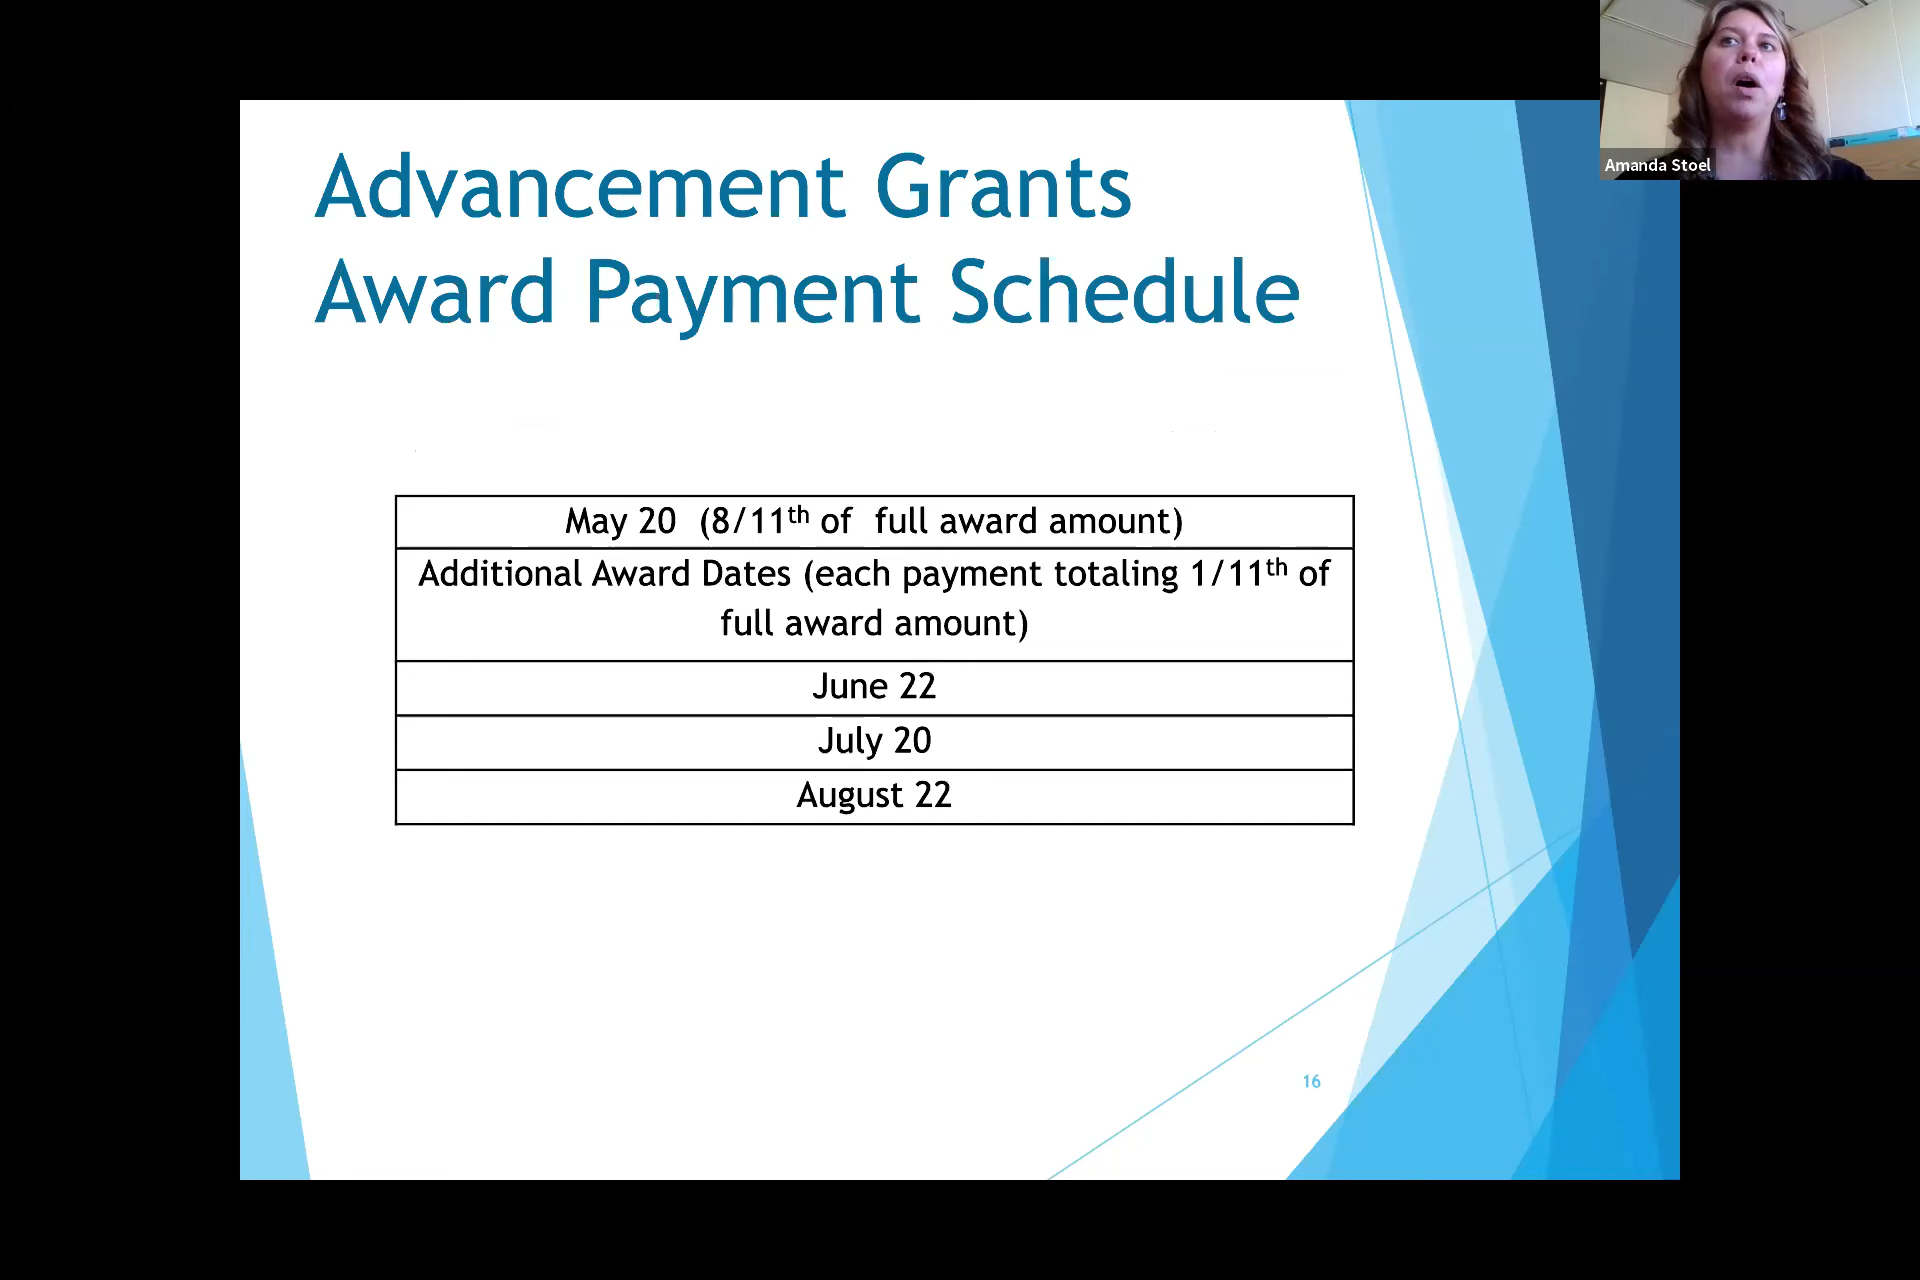 Amanda Stoel
Advancement Grants
Award Payment Schedule
May 20 (8/11th of full award amount)
Additional Award Dates (each payment totaling 1/11th of
full award amount)
June 22
July 20
August 22
16